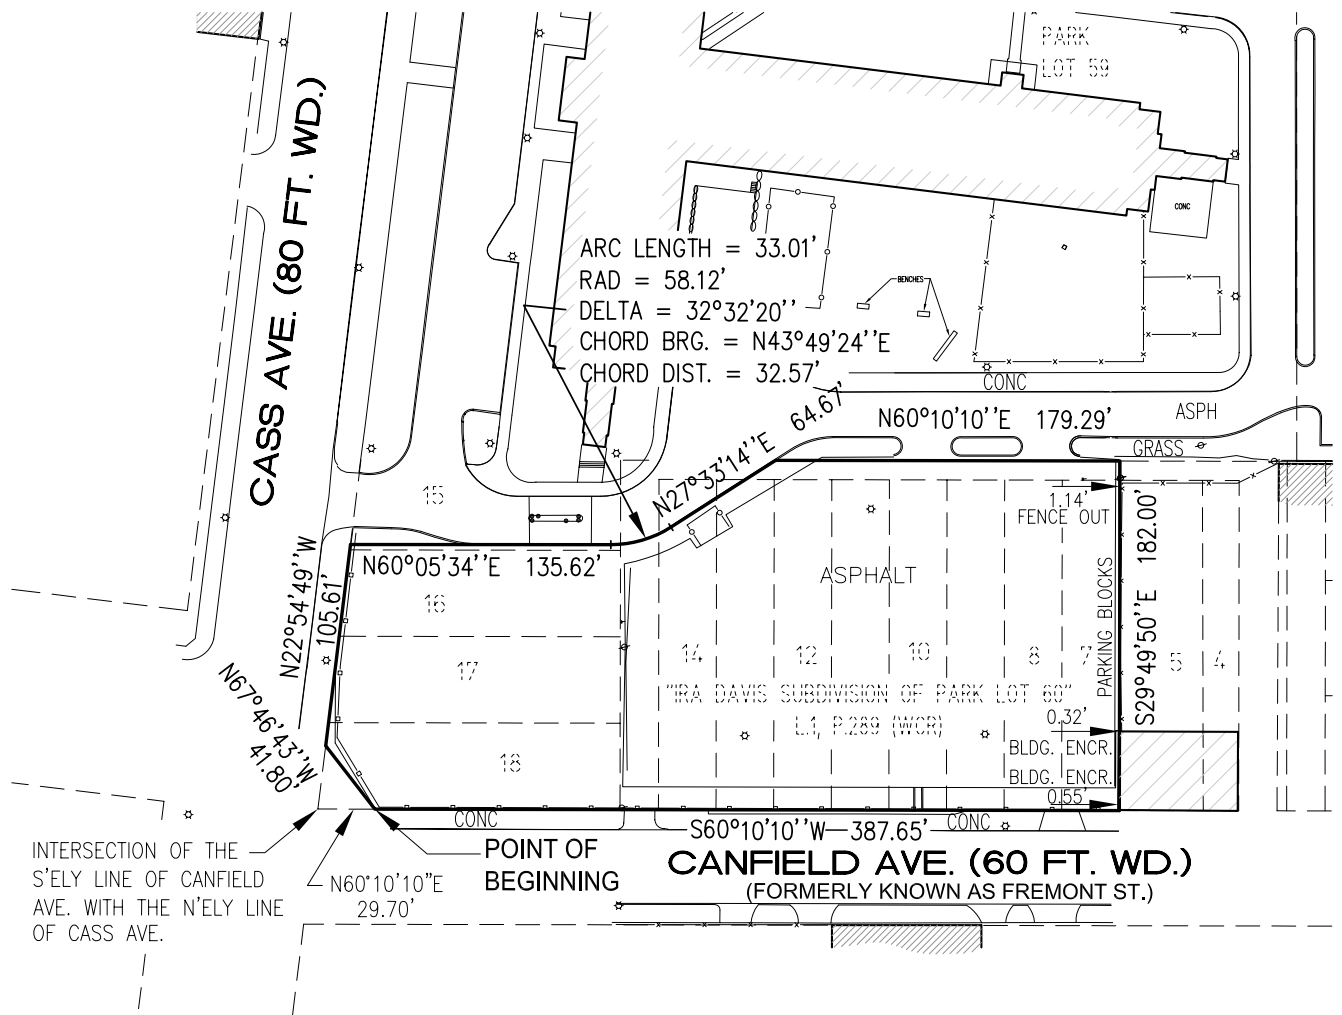 PARK
LOT 59
CASS AVE. (80 FT. WD.)
CONC
ARC LENGTH = 33.01'
RAD = 58.12'
DELTA = 32°32'20''
CHORD BRG. = N43°49'24''E
CHORD DIST. = 32.57'
BENCHES
CONC
N27°33'14''E 64.67'
N60°10'10''E 179.29'
ASPH
GRASS
15
1.14'
FENCE OUT
N60°05'34''E 135.62'
ASPHALT
PARKING BLOCKS
S29°49'50''E 182.00'
N22°54'49''W
105.61'
16
17
18
14
12
10
8
7
5
4
"IRA DAVIS SUBDIVISION OF PARK LOT 60"
L.1, P.289 (WCR)
N67°46'43''W
41.80'
0.32'
BLDG. ENCR.
BLDG. ENCR.
0.55'
CONC
S60°10'10''W 387.65'
CONC
INTERSECTION OF THE
S'ELY LINE OF CANFIELD
AVE. WITH THE N'ELY LINE
OF CASS AVE.
N60°10'10"E
29.70'
POINT OF
BEGINNING
CANFIELD AVE. (60 FT. WD.)
(FORMERLY KNOWN AS FREMONT ST.)